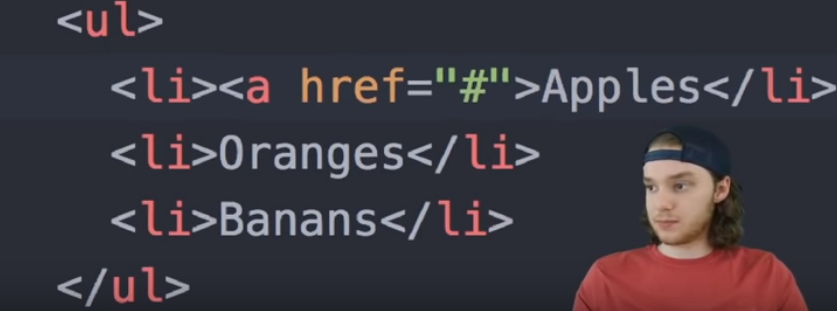 <ul>
<li><a href="#">Apples</li>
<li>Oranges</li>
<li>Banans</li>
</ul>